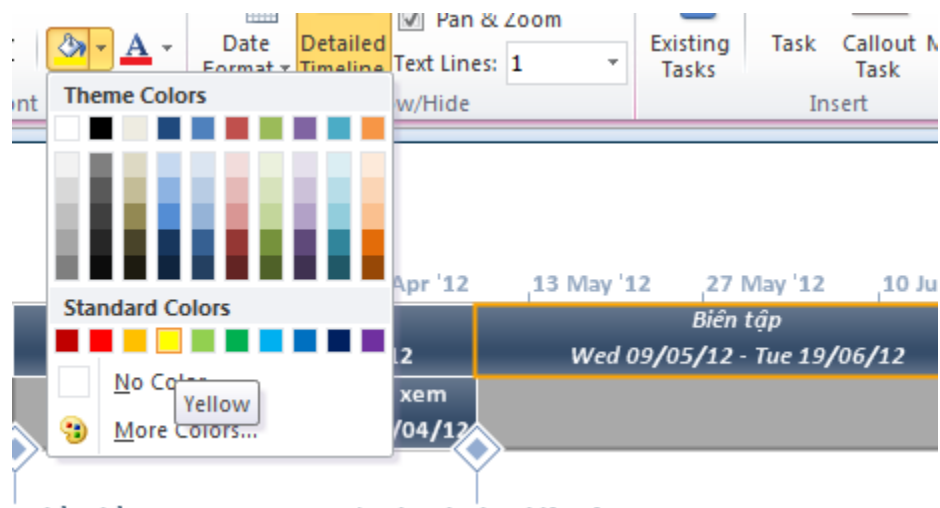 Pan & Zoom
A
Date
Format
Detailed
Timeline
Text Lines: 1
Existing
Tasks
Task
Callout
Task
w/Hide
Insert
Theme Colors
Apr '12
13 May '12
27 May '12
10 Ju
Standard Colors
Biên tập
Wed 09/05/12 - Tue 19/06/12
12
No Color
Yellow
xem
More Colors...
/04/12